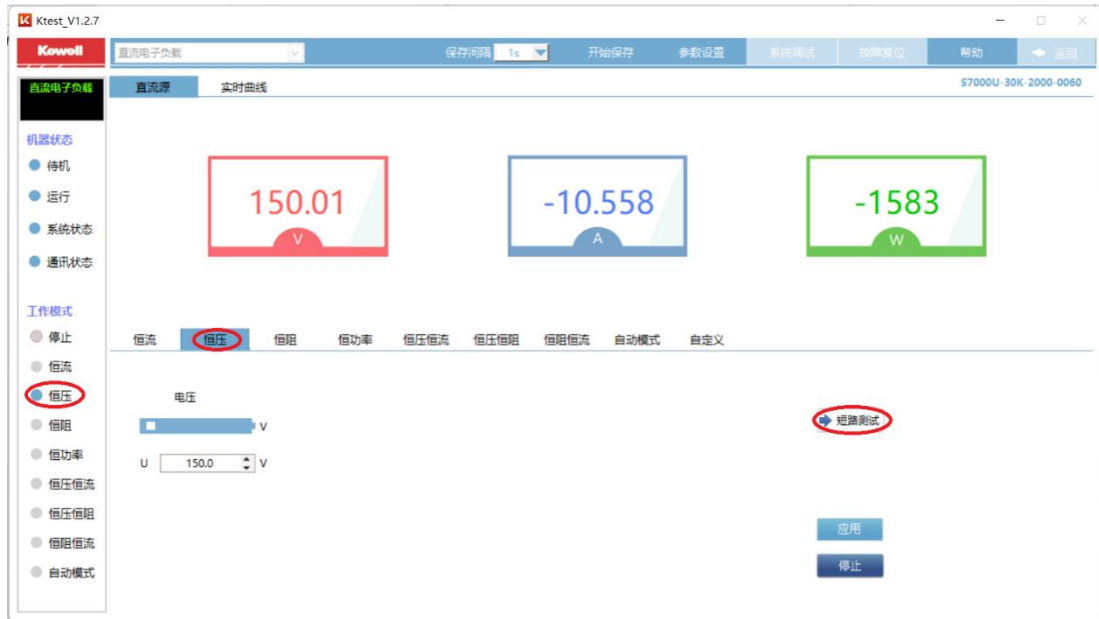 Ktest_V1.2.7
Kewell
直流电子负载
保存间隔 1s
开始保存
参数设置
系统调试
故障复位
帮助
返回
直流电子负载
直流源
实时曲线
S7000U-30K-2000-0060
机器状态
待机
运行
系统状态
通讯状态
150.01
V
-10.558
A
-1583
W
工作模式
停止
恒流
恒压
恒阻
恒功率
恒压恒流
恒压恒阻
恒阻恒流
自动模式
恒流
恒压
恒阻
恒功率
恒压恒流
恒压恒阻
恒阻恒流
自动模式
自定义
电压
V
U 150.0 V
短路测试
应用
停止